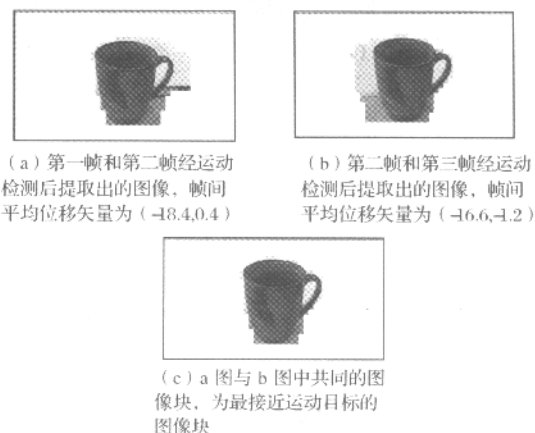 （a）第一帧和第二帧经运动
检测后提取出的图像，帧间
平均位移矢量为（-18.4,0.4）
（b）第二帧和第三帧经运动
检测后提取出的图像，帧间
平均位移矢量为（-16.6,-1.2）
（c）a 图与 b 图中共同的图
像块，为最接近运动目标的
图像块